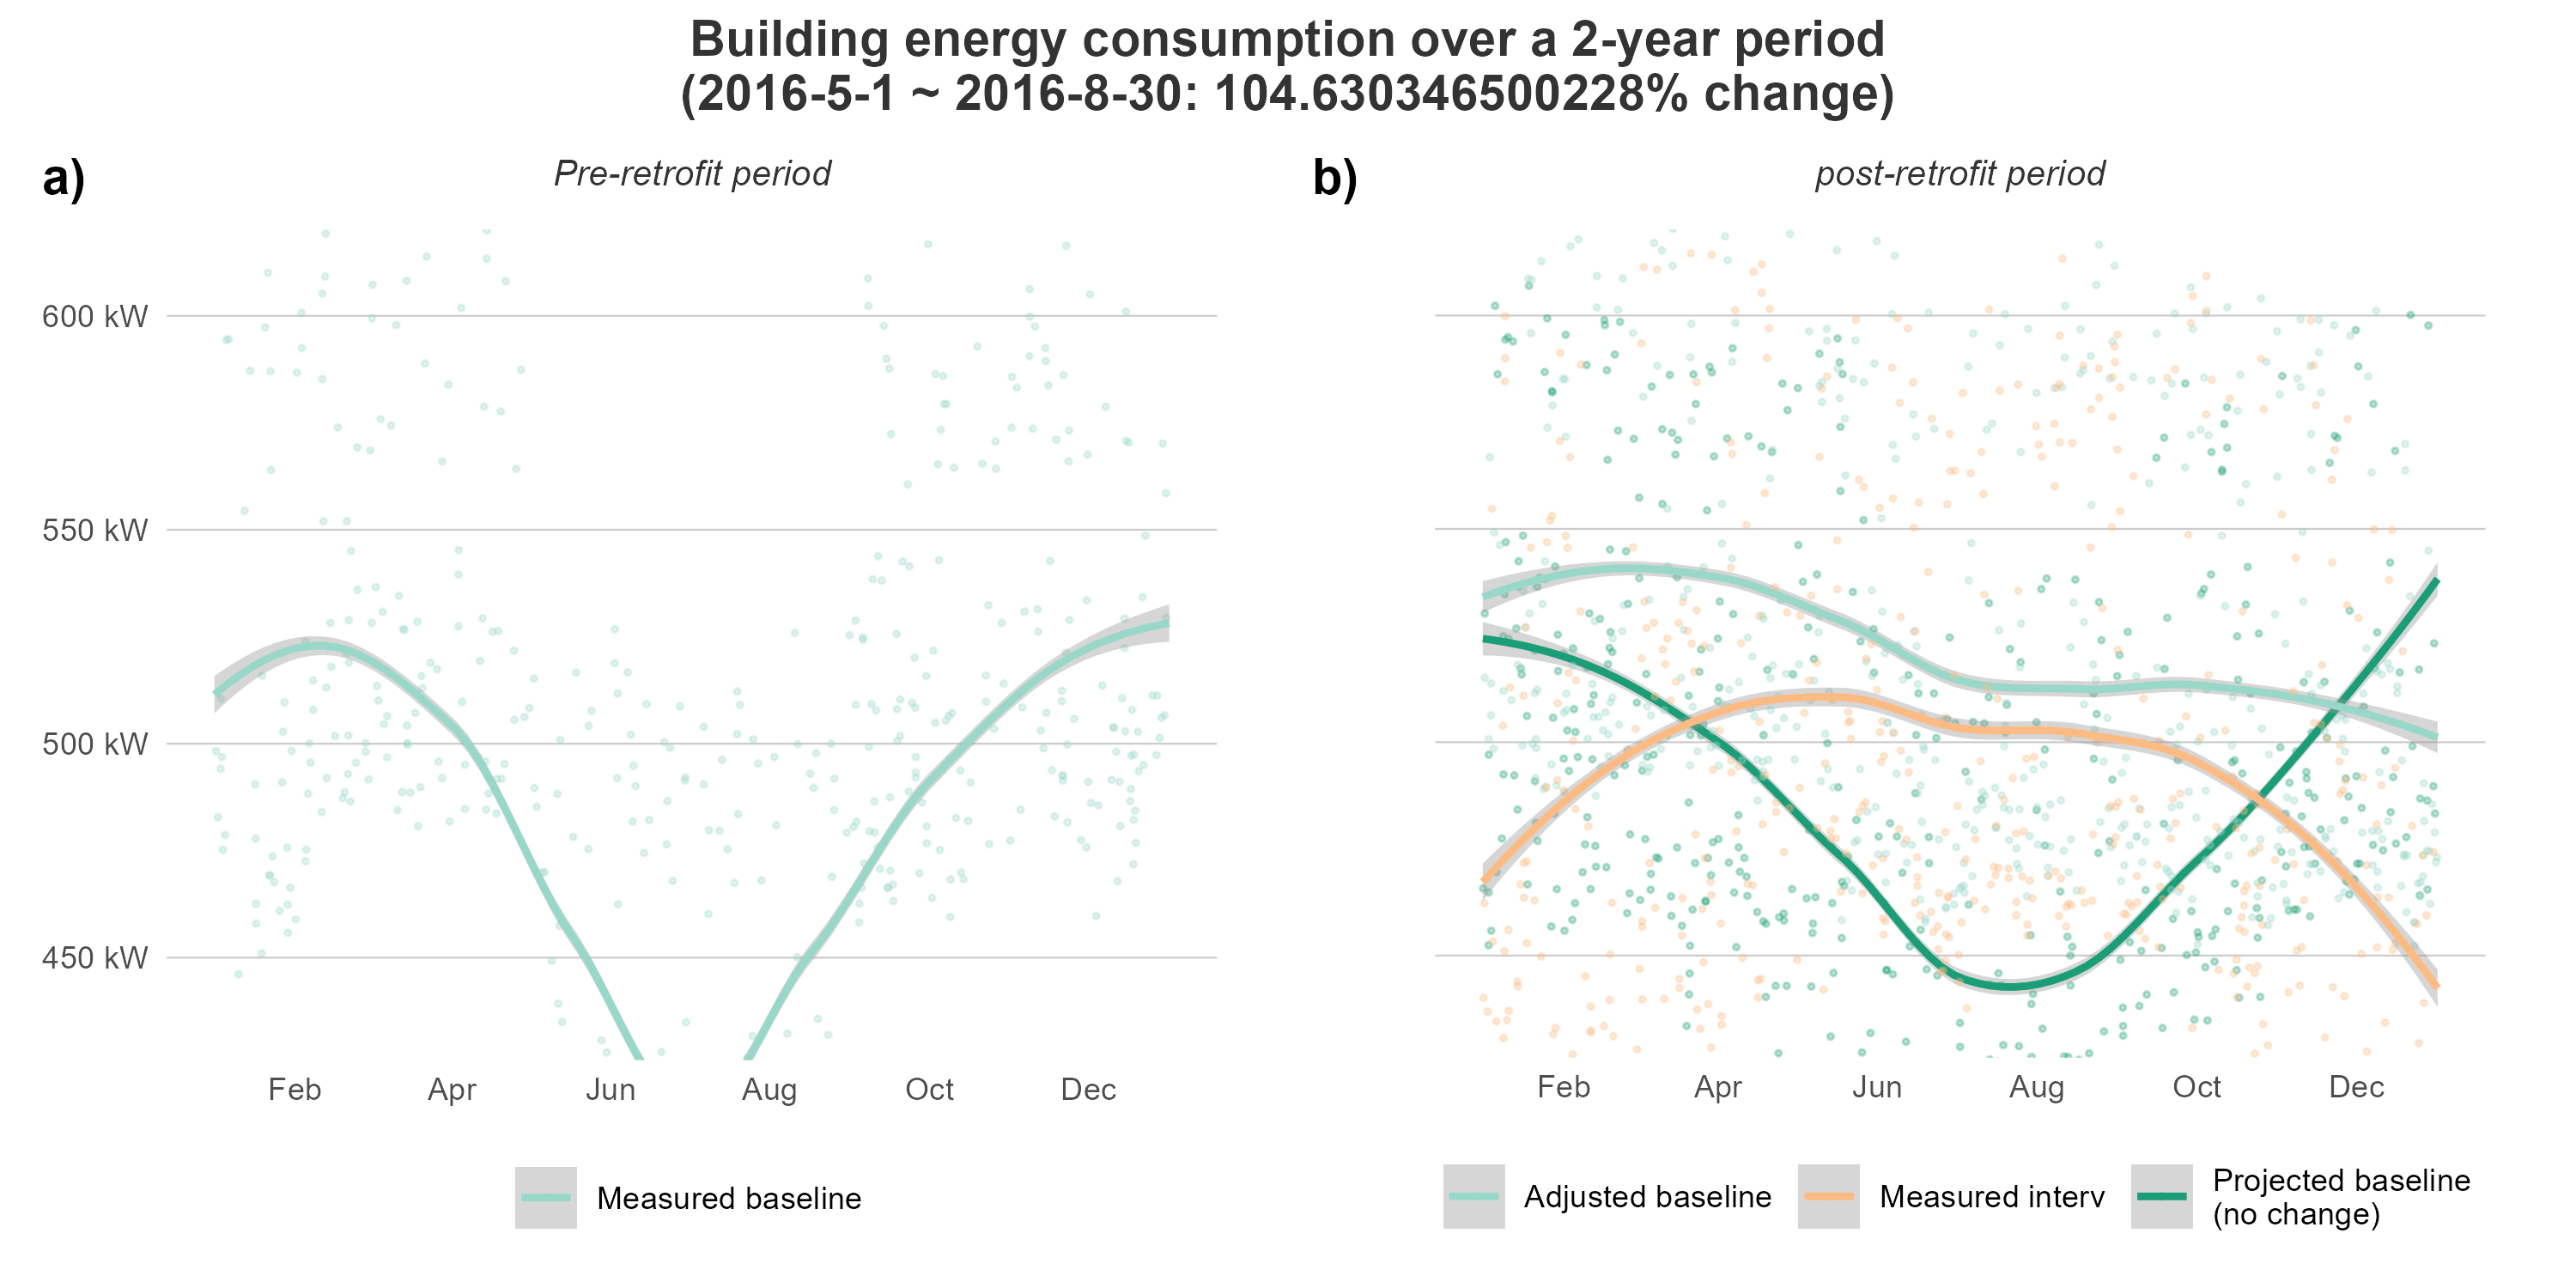 Building energy consumption over a 2-year period
(2016-5-1 ~ 2016-8-30: 104.630346500228% change)
a)
Pre-retrofit period
600 kW
550 kW
500 kW
450 kW
Feb Apr Jun Aug Oct Dec
Measured baseline
b)
post-retrofit period
Feb Apr Jun Aug Oct Dec
Adjusted baseline
Measured interv
Projected baseline
(no change)